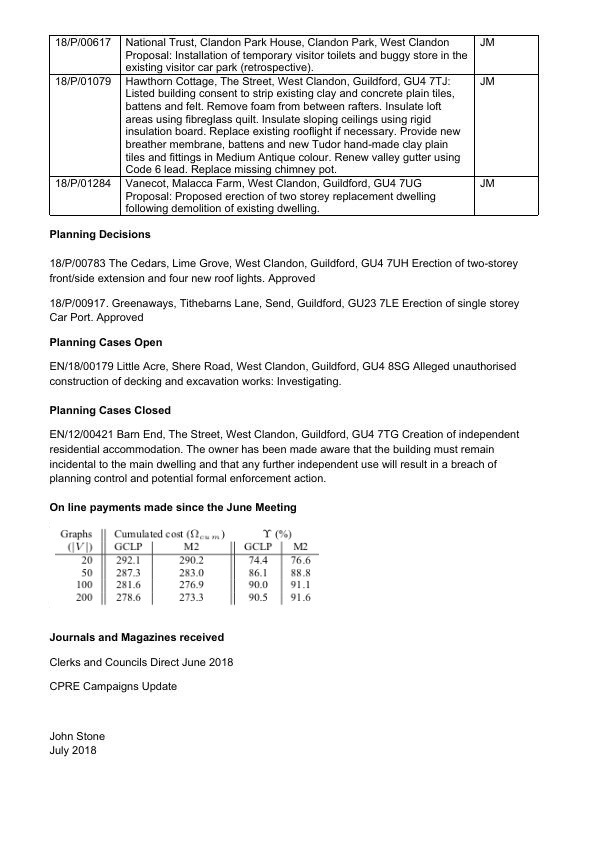 18/P/00617 National Trust, Clandon Park House, Clandon Park, West Clandon JM
Proposal: Installation of temporary visitor toilets and buggy store in the
existing visitor car park (retrospective).
18/P/01079 Hawthorn Cottage, The Street, West Clandon, Guildford, GU4 7TJ: JM
Listed building consent to strip existing clay and concrete plain tiles,
battens and felt. Remove foam from between rafters. Insulate loft
areas using fibreglass quilt. Insulate sloping ceilings using rigid
insulation board. Replace existing rooflight if necessary. Provide new
breather membrane, battens and new Tudor hand-made clay plain
tiles and fittings in Medium Antique colour. Renew valley gutter using
Code 6 lead. Replace missing chimney pot.
18/P/01284 Vanecot, Malacca Farm, West Clandon, Guildford, GU4 7UG JM
Proposal: Proposed erection of two storey replacement dwelling
following demolition of existing dwelling.
Planning Decisions
18/P/00783 The Cedars, Lime Grove, West Clandon, Guildford, GU4 7UH Erection of two-storey
front/side extension and four new roof lights. Approved
18/P/00917. Greenaways, Tithebarns Lane, Send, Guildford, GU23 7LE Erection of single storey
Car Port. Approved
Planning Cases Open
EN/18/00179 Little Acre, Shere Road, West Clandon, Guildford, GU4 8SG Alleged unauthorised
construction of decking and excavation works: Investigating.
Planning Cases Closed
EN/12/00421 Barn End, The Street, West Clandon, Guildford, GU4 7TG Creation of independent
residential accommodation. The owner has been made aware that the building must remain
incidental to the main dwelling and that any further independent use will result in a breach of
planning control and potential formal enforcement action.
On line payments made since the June Meeting
Graphs Cumulated cost (Ω_cum) ϒ (%)
(|V|) GCLP M2 GCLP M2
20 292.1 290.2 74.4 76.6
50 287.3 283.0 86.1 88.8
100 281.6 276.9 90.0 91.1
200 278.6 273.3 90.5 91.6
Journals and Magazines received
Clerks and Councils Direct June 2018
CPRE Campaigns Update
John Stone
July 2018